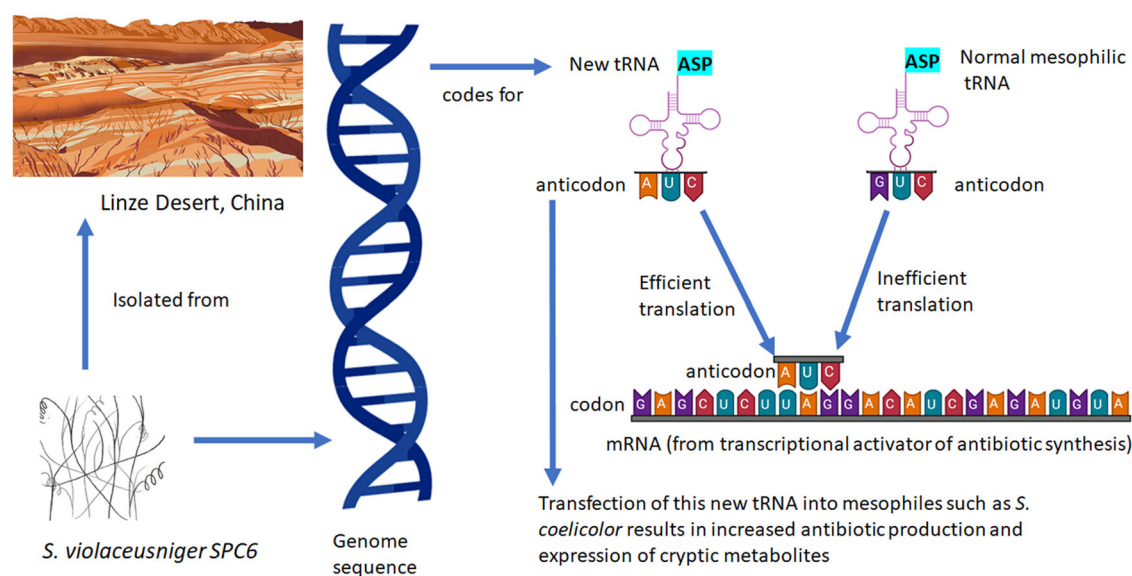 New tRNA
ASP
ASP
Normal mesophilic
tRNA
codes for
anticodon
A U C
G U C
anticodon
Linze Desert, China
Isolated from
Efficient
translation
Inefficient
translation
anticodon
A U C
codon
G A G C U C U U A G G A C A U C G A G A U G U A
mRNA (from transcriptional activator of antibiotic synthesis)
Transfection of this new tRNA into mesophiles such as S.
coelicolor results in increased antibiotic production and
expression of cryptic metabolites
S. violaceusniger SPC6
Genome
sequence